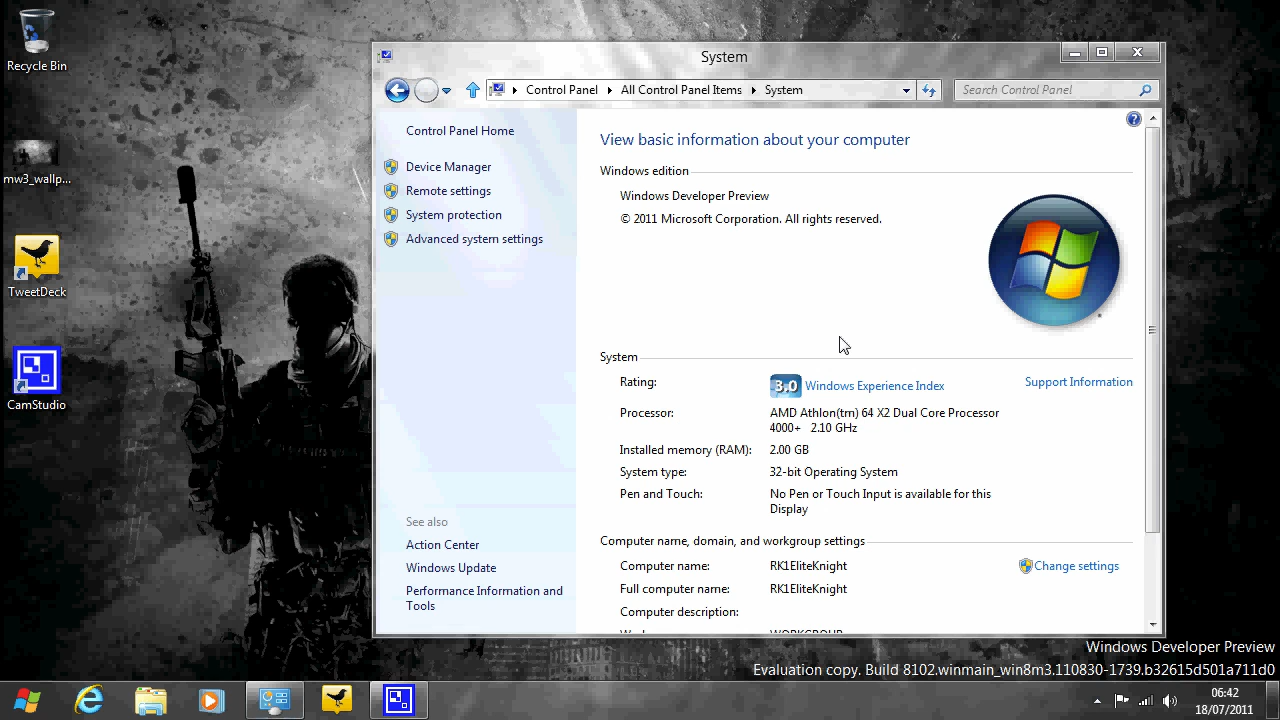 Recycle Bin
mw3_wallp...
TweetDeck
CamStudio
System
Control Panel
All Control Panel Items
System
Search Control Panel
Control Panel Home
Device Manager
Remote settings
System protection
Advanced system settings
See also
Action Center
Windows Update
Performance Information and
Tools
View basic information about your computer
Windows edition
Windows Developer Preview
© 2011 Microsoft Corporation. All rights reserved.
System
Rating:
3.0 Windows Experience Index
Support Information
Processor:
AMD Athlon(tm) 64 X2 Dual Core Processor
4000+ 2.10 GHz
Installed memory (RAM):
2.00 GB
System type:
32-bit Operating System
Pen and Touch:
No Pen or Touch Input is available for this
Display
Computer name, domain, and workgroup settings
Computer name:
RK1EliteKnight
Change settings
Full computer name:
RK1EliteKnight
Computer description:
WORKGROUP
Windows Developer Preview
Evaluation copy. Build 8102.winmain_win8m3.110830-1739.b32615d501a711d0
06:42
18/07/2011